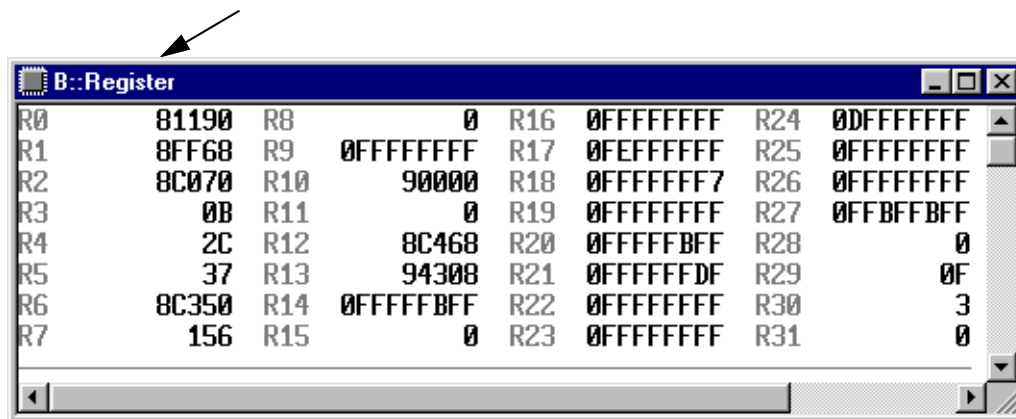 B::Register
R0 81190 R8 0 R16 0FFFFFFFF R24 0DFFFFFFF
R1 8FF68 R9 0FFFFFFFF R17 0FEFFFFFF R25 0FFFFFFFF
R2 8C070 R10 90000 R18 0FFFFFFF7 R26 0FFFFFFFF
R3 0B R11 0 R19 0FFFFFFFF R27 0FFBFFBFF
R4 2C R12 8C468 R20 0FFFFFBFF R28 0
R5 37 R13 94308 R21 0FFFFFFDF R29 0F
R6 8C350 R14 0FFFFFBFF R22 0FFFFFFFF R30 3
R7 156 R15 0 R23 0FFFFFFFF R31 0